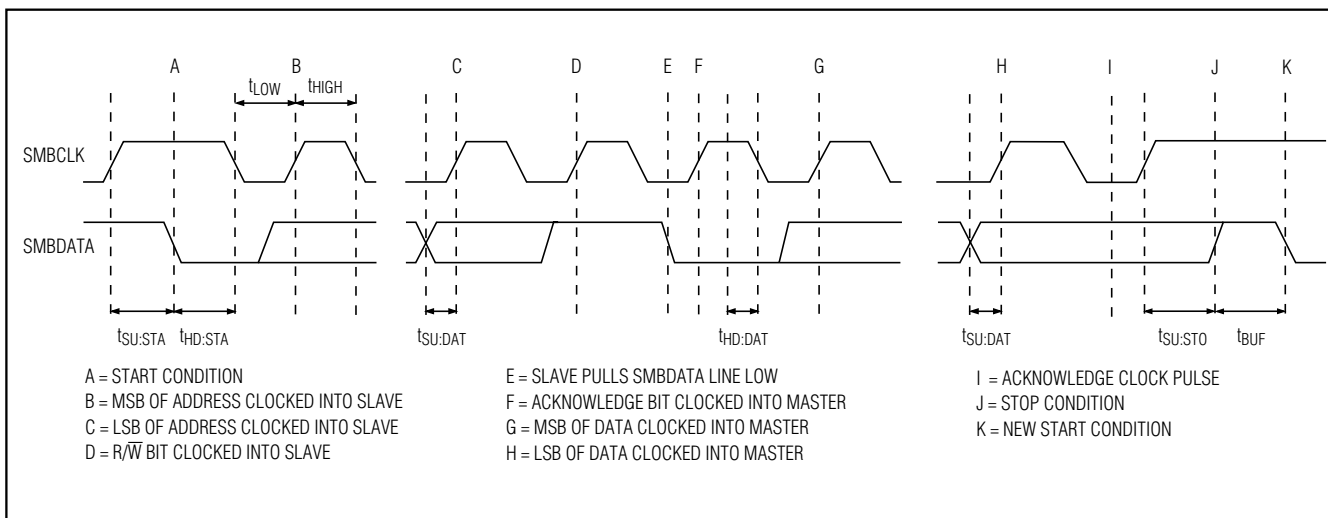 A B C D E F G H I J K
tLOW tHIGH
SMBCLK
SMBDATA
tSU:STA tHD:STA tSU:DAT tHD:DAT tSU:DAT tSU:STO tBUF
A = START CONDITION
B = MSB OF ADDRESS CLOCKED INTO SLAVE
C = LSB OF ADDRESS CLOCKED INTO SLAVE
D = R/W̅ BIT CLOCKED INTO SLAVE
E = SLAVE PULLS SMBDATA LINE LOW
F = ACKNOWLEDGE BIT CLOCKED INTO MASTER
G = MSB OF DATA CLOCKED INTO MASTER
H = LSB OF DATA CLOCKED INTO MASTER
I = ACKNOWLEDGE CLOCK PULSE
J = STOP CONDITION
K = NEW START CONDITION